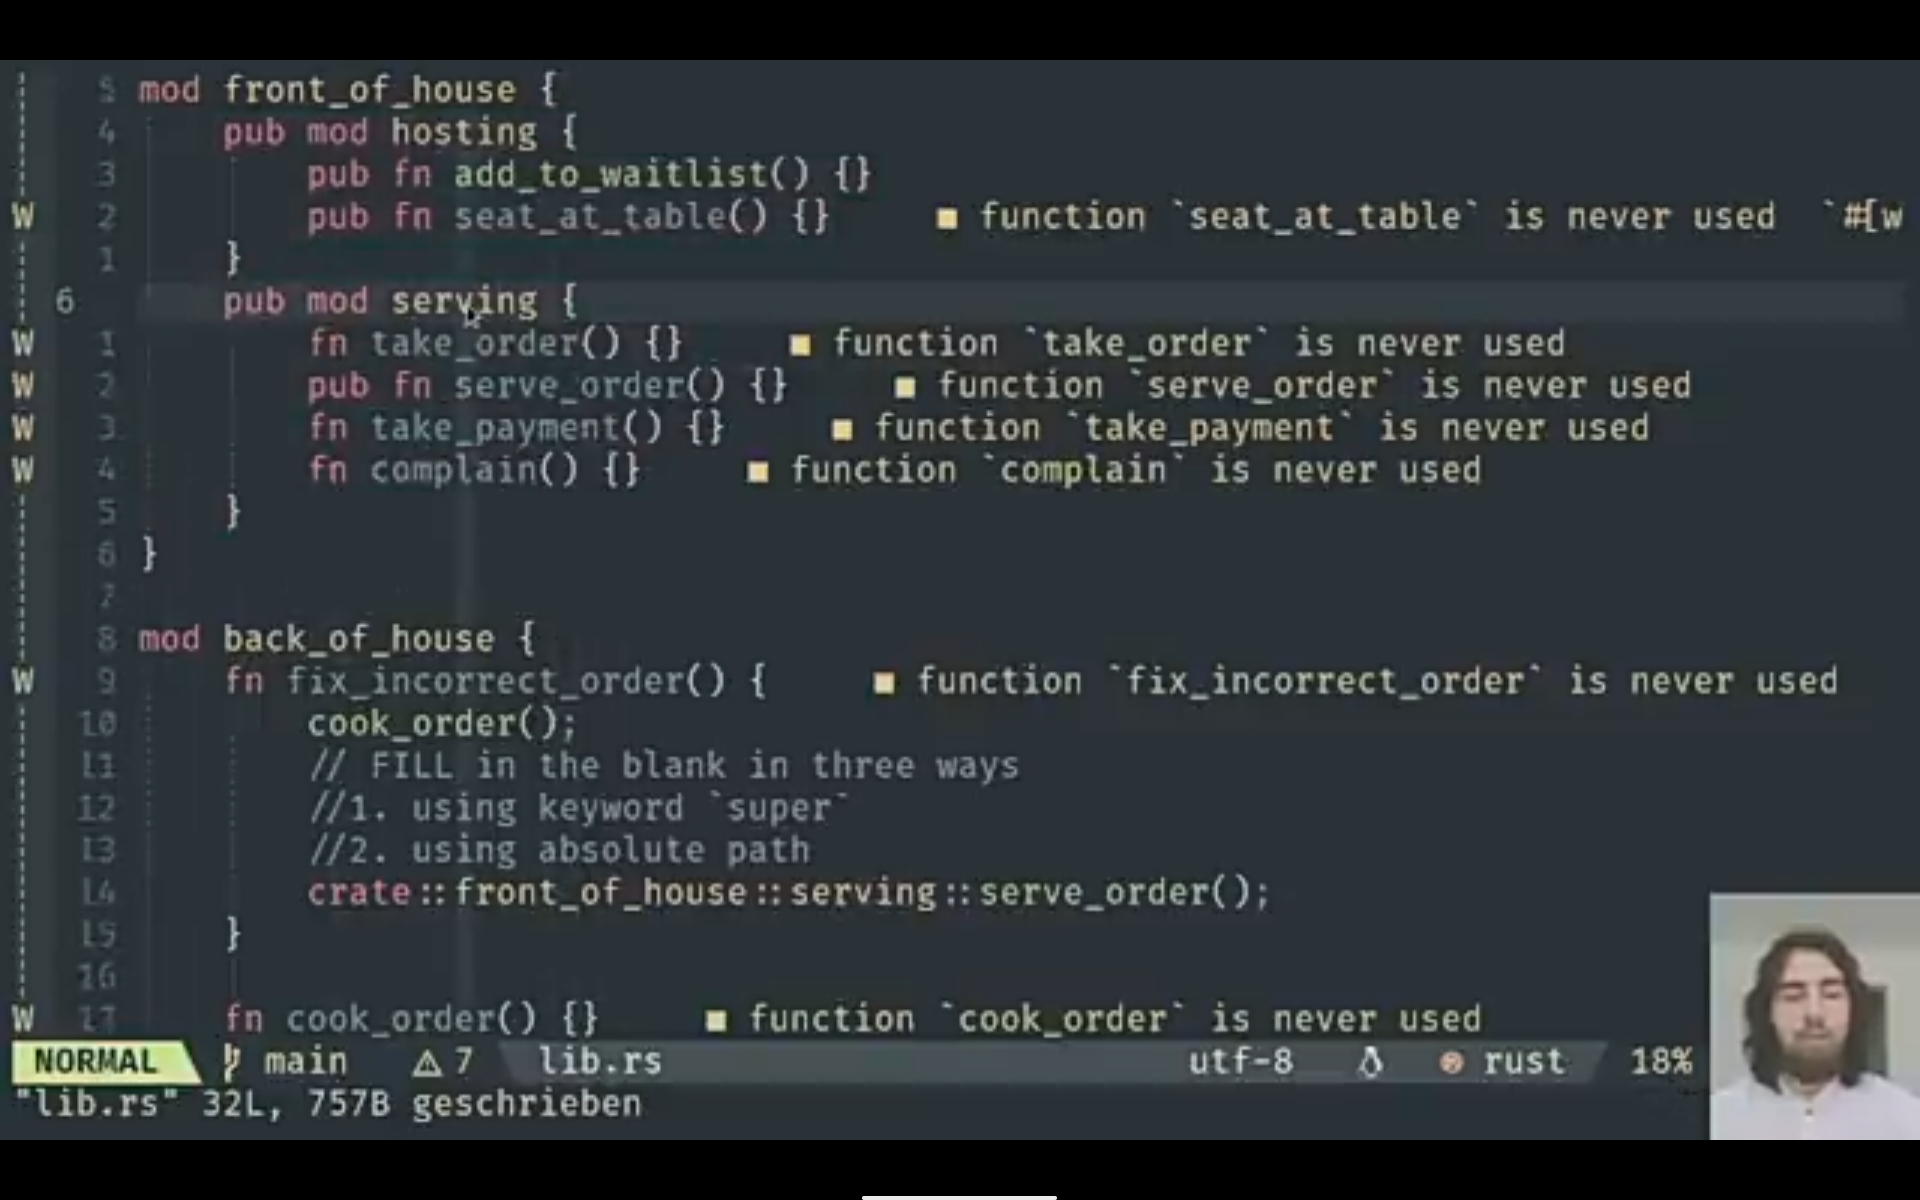 5 mod front_of_house {
4 pub mod hosting {
3 pub fn add_to_waitlist() {}
W 2 pub fn seat_at_table() {} ■ function `seat_at_table` is never used `#[w
1 }
6 pub mod serving {
W 1 fn take_order() {} ■ function `take_order` is never used
W 2 pub fn serve_order() {} ■ function `serve_order` is never used
W 3 fn take_payment() {} ■ function `take_payment` is never used
W 4 fn complain() {} ■ function `complain` is never used
5 }
6 }
7
8 mod back_of_house {
W 9 fn fix_incorrect_order() { ■ function `fix_incorrect_order` is never used
10 cook_order();
11 // FILL in the blank in three ways
12 //1. using keyword `super`
13 //2. using absolute path
14 crate::front_of_house::serving::serve_order();
15 }
16
W 17 fn cook_order() {} ■ function `cook_order` is never used
NORMAL main ⚠ 7 lib.rs utf-8 rust 18%
"lib.rs" 32L, 757B geschrieben